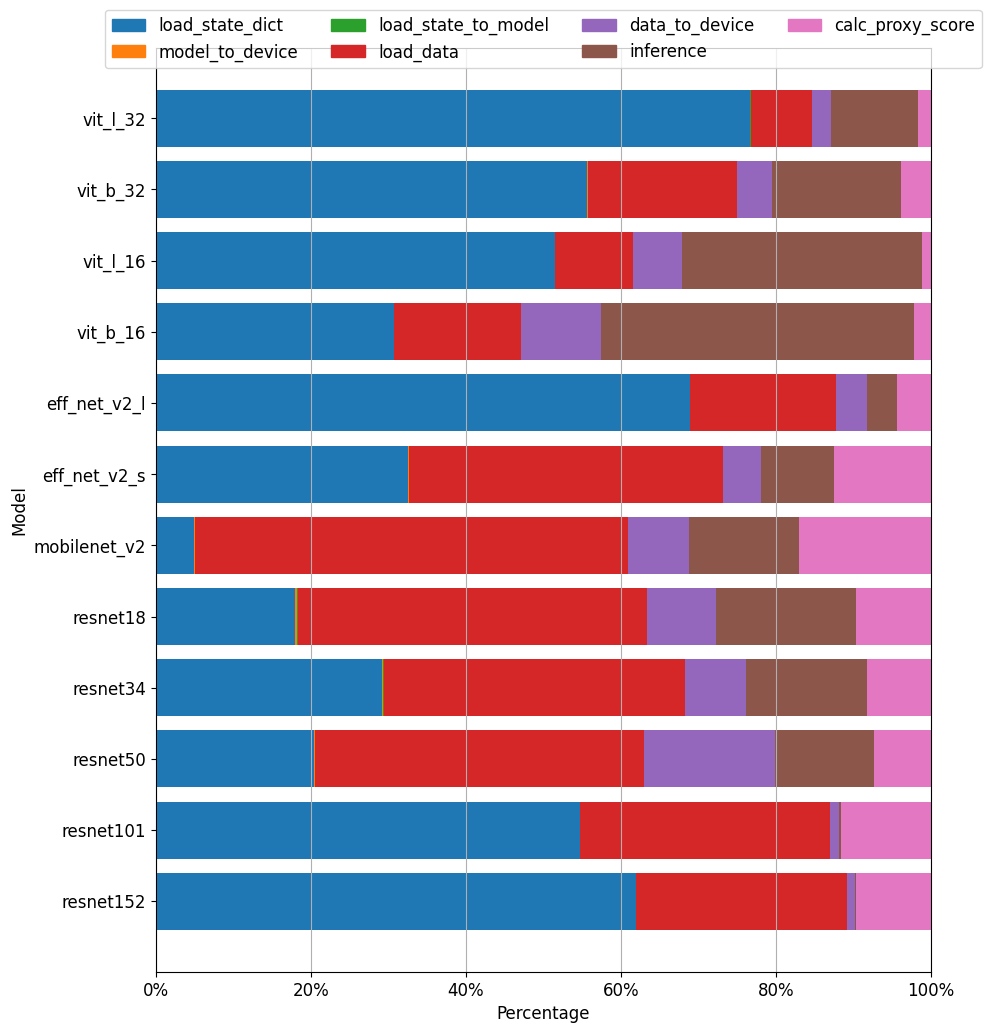 load_state_dict load_state_to_model data_to_device calc_proxy_score
model_to_device load_data inference
vit_l_32
vit_b_32
vit_l_16
vit_b_16
eff_net_v2_l
eff_net_v2_s
mobilenet_v2
resnet18
resnet34
resnet50
resnet101
resnet152
Model
0% 20% 40% 60% 80% 100%
Percentage